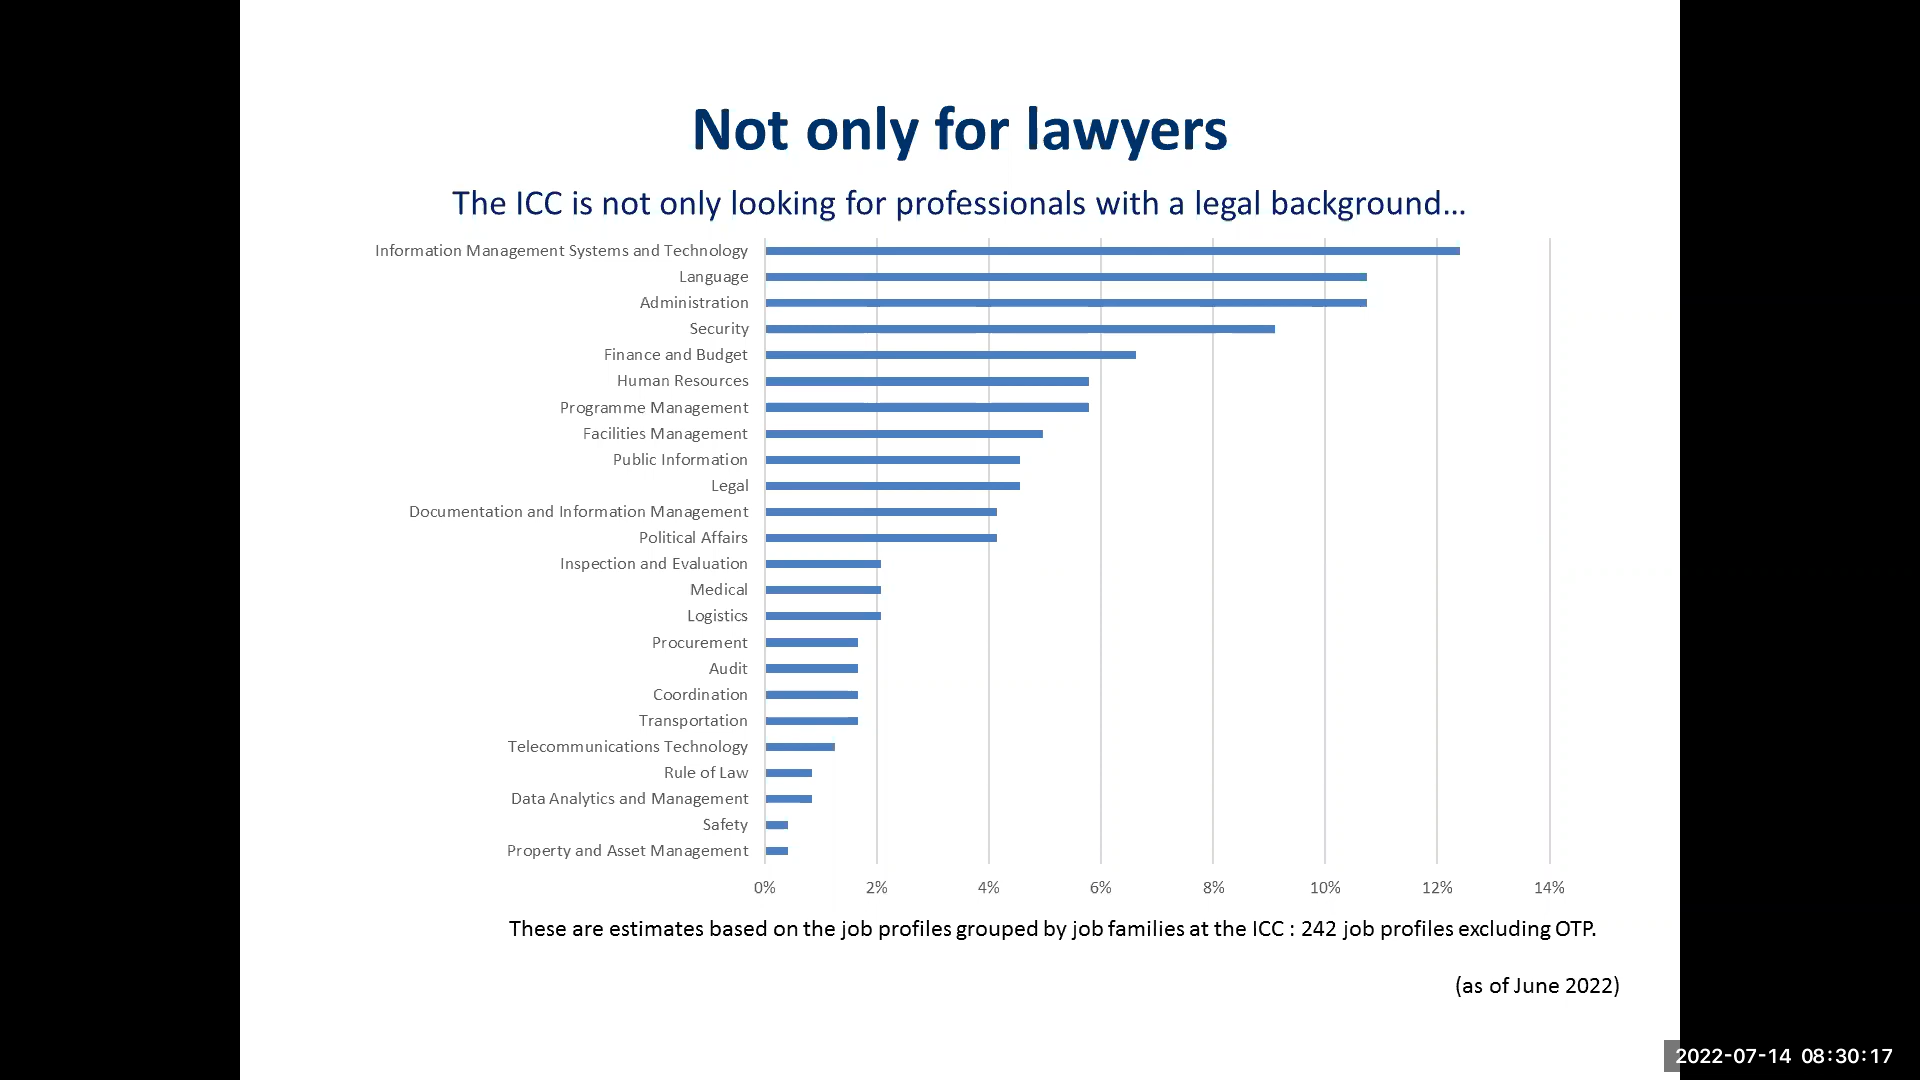 Not only for lawyers
The ICC is not only looking for professionals with a legal background...
Information Management Systems and Technology
Language
Administration
Security
Finance and Budget
Human Resources
Programme Management
Facilities Management
Public Information
Legal
Documentation and Information Management
Political Affairs
Inspection and Evaluation
Medical
Logistics
Procurement
Audit
Coordination
Transportation
Telecommunications Technology
Rule of Law
Data Analytics and Management
Safety
Property and Asset Management
0% 2% 4% 6% 8% 10% 12% 14%
These are estimates based on the job profiles grouped by job families at the ICC : 242 job profiles excluding OTP.
(as of June 2022)
2022-07-14 08:30:17